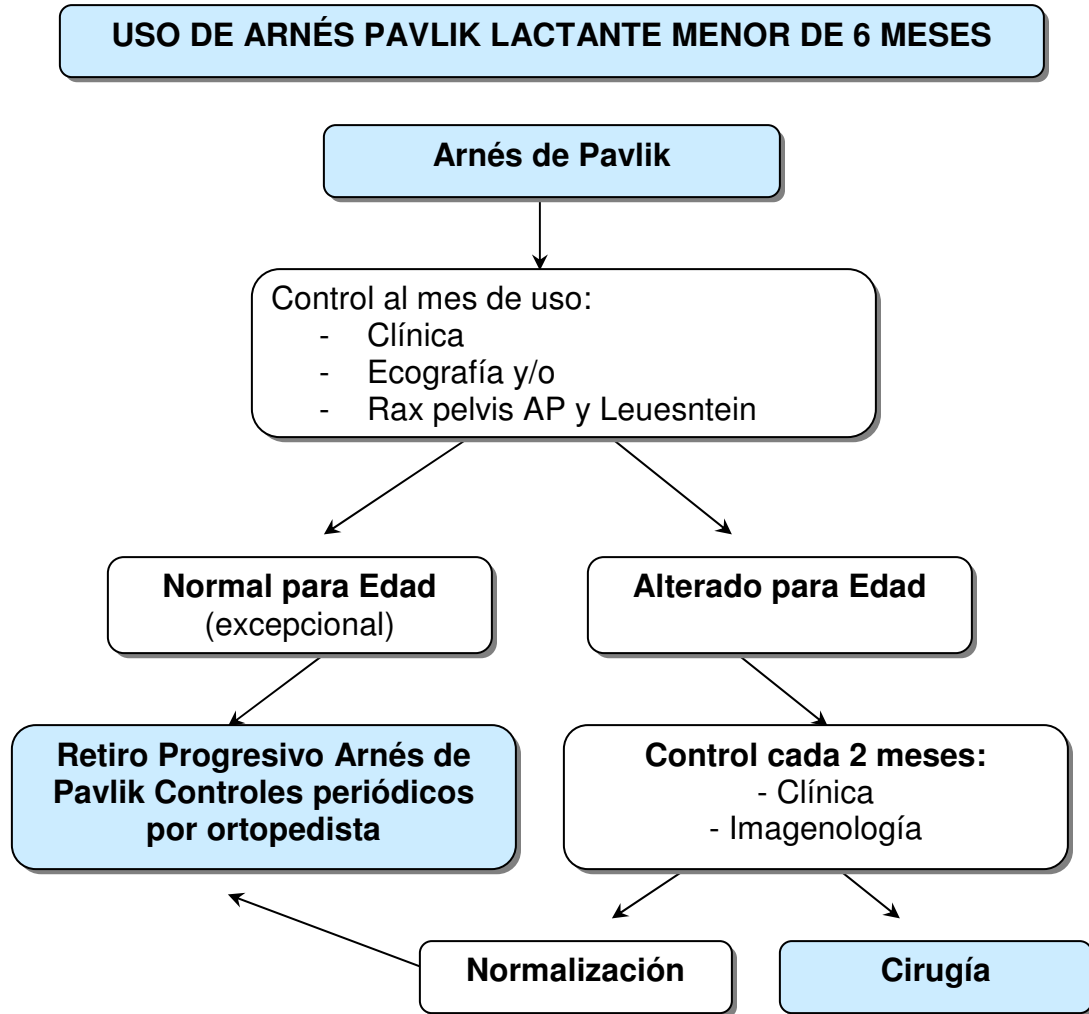 USO DE ARNÉS PAVLIK LACTANTE MENOR DE 6 MESES
Arnés de Pavlik
Control al mes de uso:
- Clínica
- Ecografía y/o
- Rax pelvis AP y Leuesntein
Normal para Edad
(excepcional)
Alterado para Edad
Retiro Progresivo Arnés de
Pavlik Controles periódicos
por ortopedista
Control cada 2 meses:
- Clínica
- Imagenología
Normalización
Cirugía